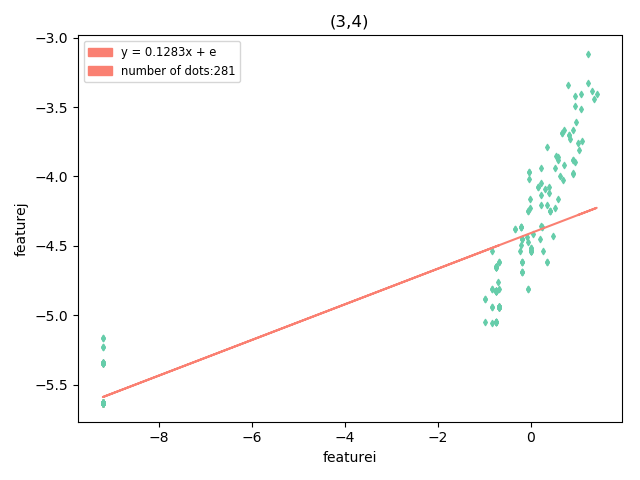 (3,4)
y = 0.1283x + e
number of dots:281
−3.0
−3.5
−4.0
−4.5
−5.0
−5.5
featurej
−8 −6 −4 −2 0
featurei